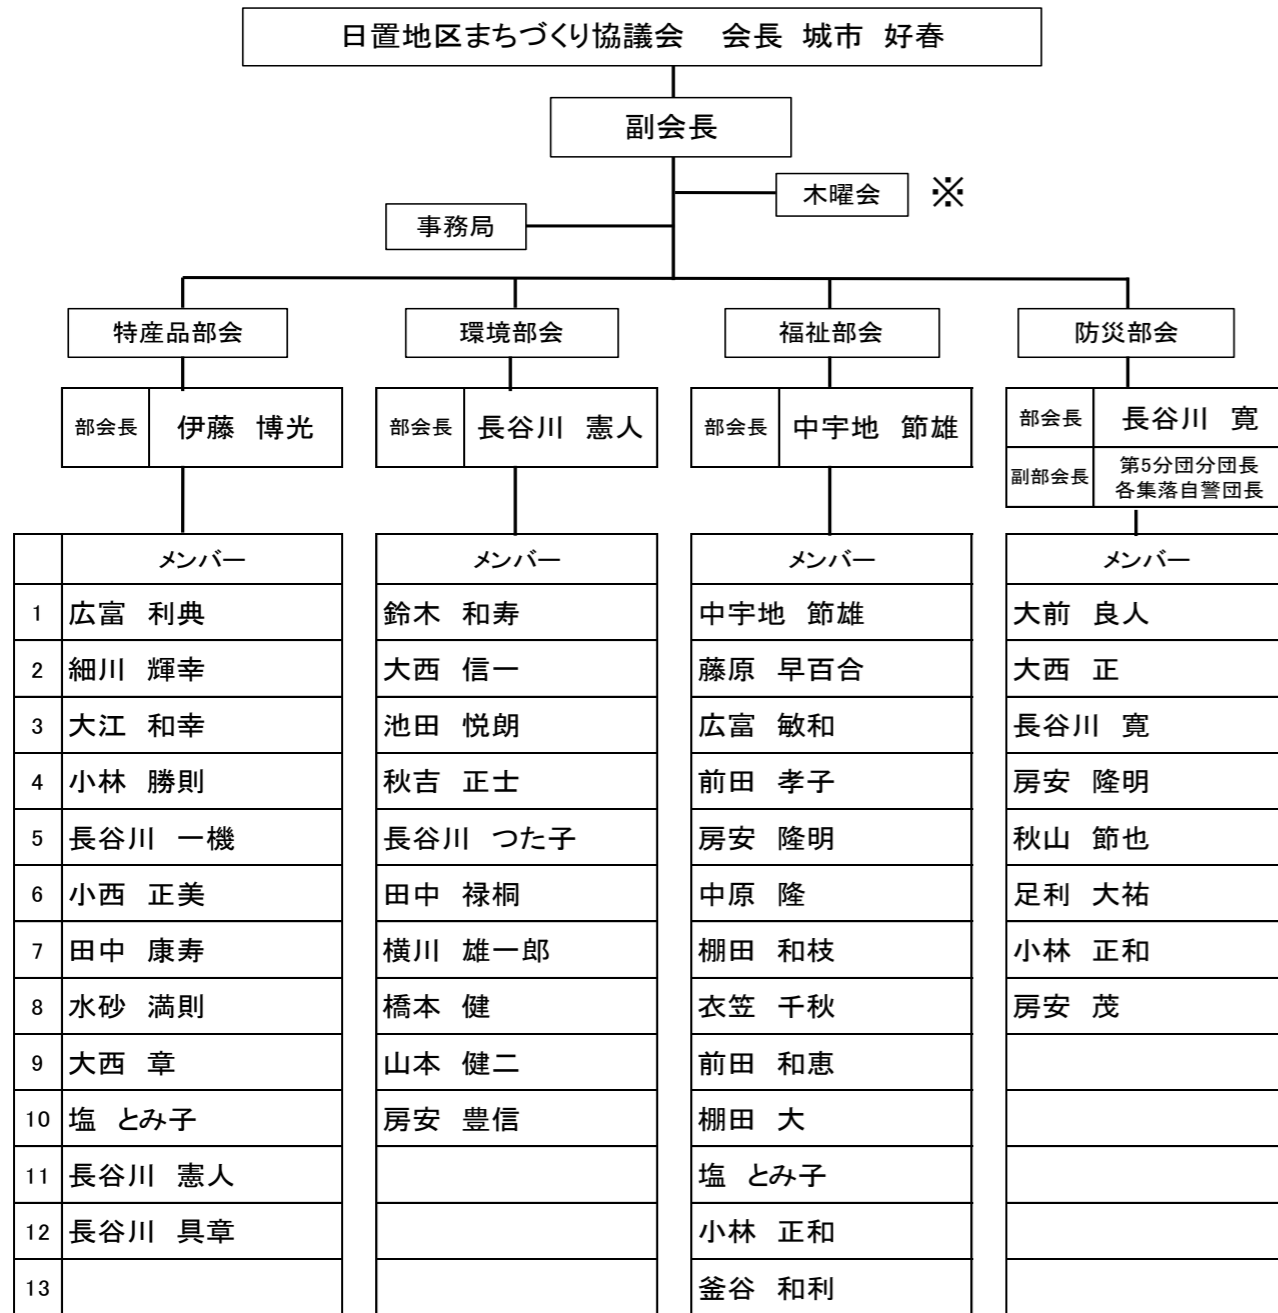 日置地区まちづくり協議会　会長 城市 好春
副会長
木曜会 ※
事務局
特産品部会 環境部会 福祉部会 防災部会
部会長 伊藤 博光 部会長 長谷川 憲人 部会長 中宇地 節雄 部会長 長谷川 寛
副部会長 第5分団分団長
各集落自警団長
メンバー メンバー メンバー メンバー
1 広富 利典 鈴木 和寿 中宇地 節雄 大前 良人
2 細川 輝幸 大西 信一 藤原 早百合 大西 正
3 大江 和幸 池田 悦朗 広富 敏和 長谷川 寛
4 小林 勝則 秋吉 正士 前田 孝子 房安 隆明
5 長谷川 一機 長谷川 つた子 房安 隆明 秋山 節也
6 小西 正美 田中 禄桐 中原 隆 足利 大祐
7 田中 康寿 横川 雄一郎 棚田 和枝 小林 正和
8 水砂 満則 橋本 健 衣笠 千秋 房安 茂
9 大西 章 山本 健二 前田 和恵
10 塩 とみ子 房安 豊信 棚田 大
11 長谷川 憲人 塩 とみ子
12 長谷川 具章 小林 正和
13 釜谷 和利